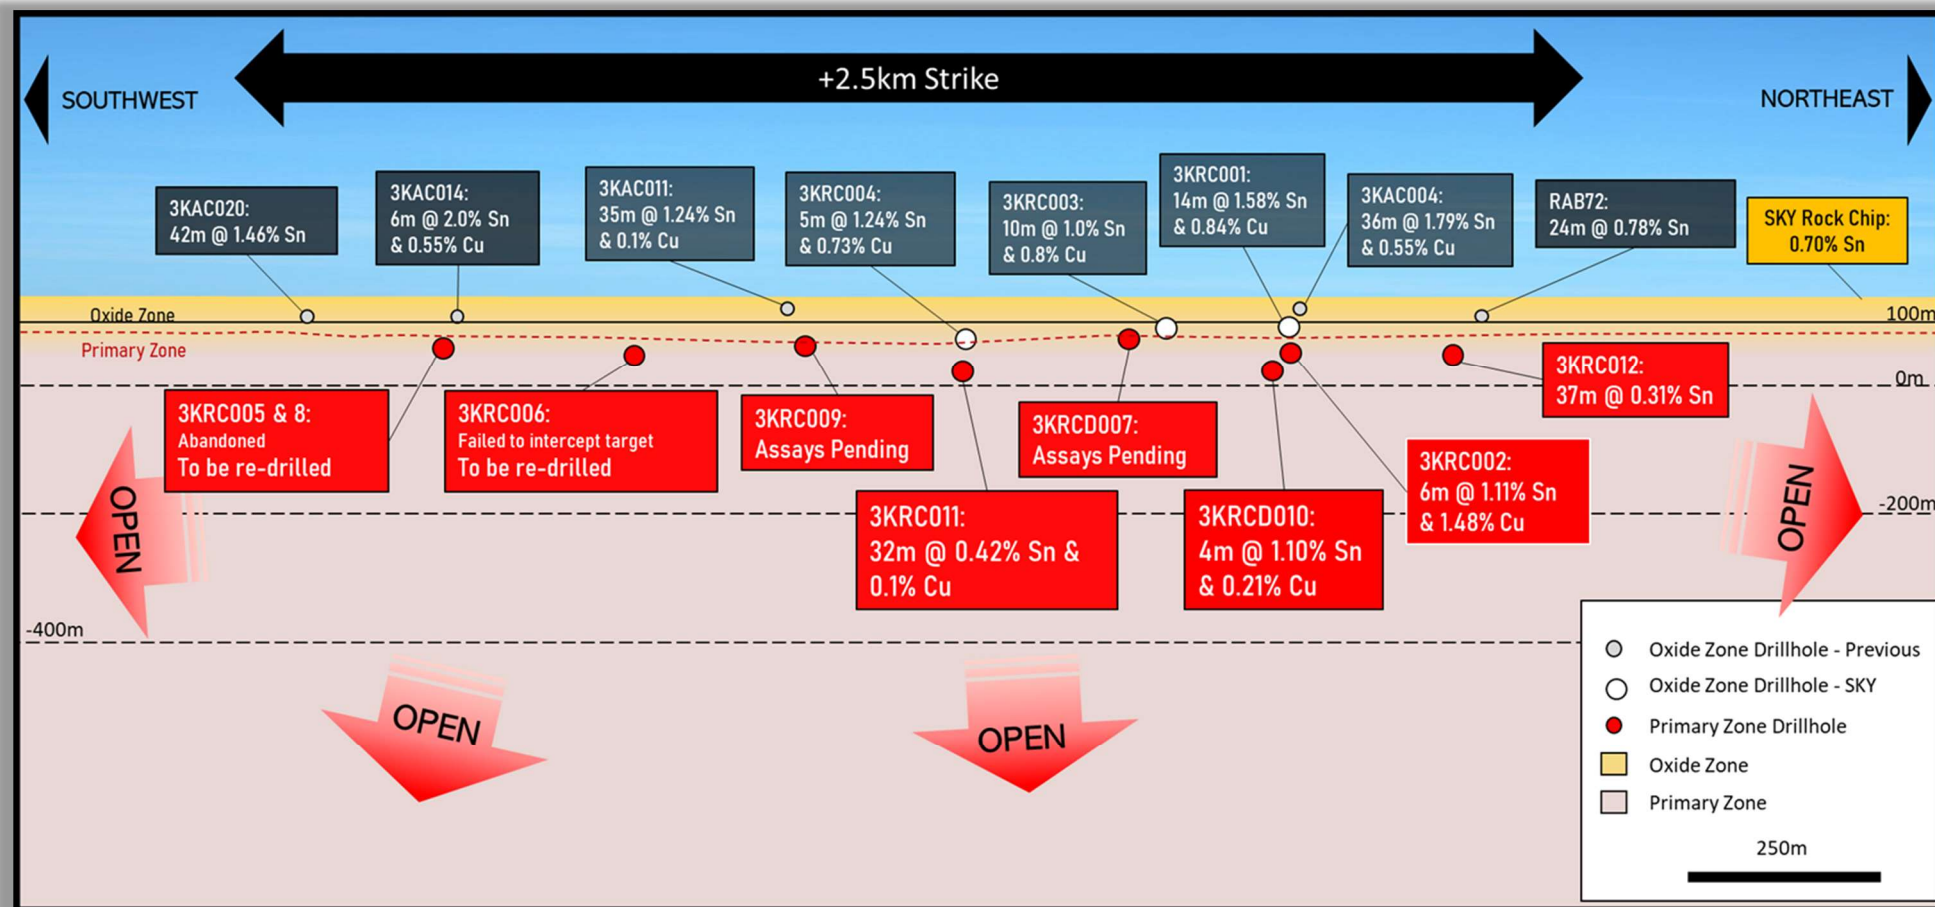 +2.5km Strike
SOUTHWEST
NORTHEAST
3KAC020:
42m @ 1.46% Sn
3KAC014:
6m @ 2.0% Sn
& 0.55% Cu
3KAC011:
35m @ 1.24% Sn
& 0.1% Cu
3KRC004:
5m @ 1.24% Sn
& 0.73% Cu
3KRC003:
10m @ 1.0% Sn
& 0.8% Cu
3KRC001:
14m @ 1.58% Sn
& 0.84% Cu
3KAC004:
36m @ 1.79% Sn
& 0.55% Cu
RAB72:
24m @ 0.78% Sn
SKY Rock Chip:
0.70% Sn
Oxide Zone
100m
Primary Zone
0m
3KRC005 & 8:
Abandoned
To be re-drilled
3KRC006:
Failed to intercept target
To be re-drilled
3KRC009:
Assays Pending
3KRCD007:
Assays Pending
3KRC012:
37m @ 0.31% Sn
3KRC011:
32m @ 0.42% Sn &
0.1% Cu
3KRCD010:
4m @ 1.10% Sn
& 0.21% Cu
3KRC002:
6m @ 1.11% Sn
& 1.48% Cu
OPEN
OPEN
-200m
-400m
OPEN
OPEN
Oxide Zone Drillhole - Previous
Oxide Zone Drillhole - SKY
Primary Zone Drillhole
Oxide Zone
Primary Zone
250m